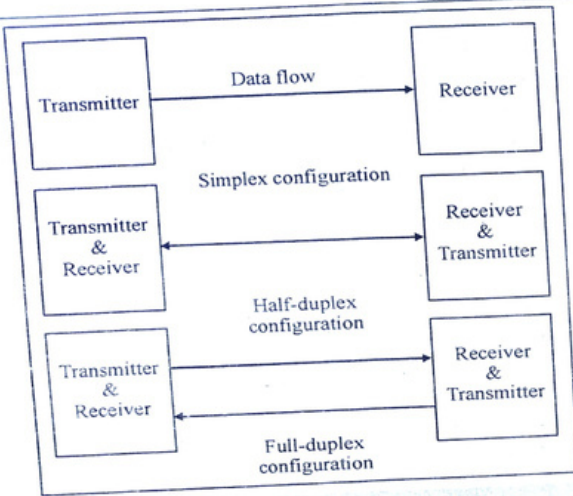 Transmitter
Data flow
Receiver
Simplex configuration
Transmitter
&
Receiver
Receiver
&
Transmitter
Half-duplex
configuration
Transmitter
&
Receiver
Receiver
&
Transmitter
Full-duplex
configuration